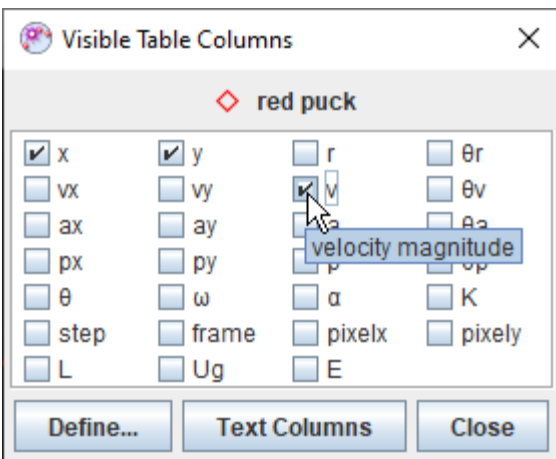 Visible Table Columns
red puck
x y r θr
vx vy v θv
ax ay a θa
velocity magnitude
px py p θp
θ ω α K
step frame pixelx pixely
L Ug E
Define... Text Columns Close